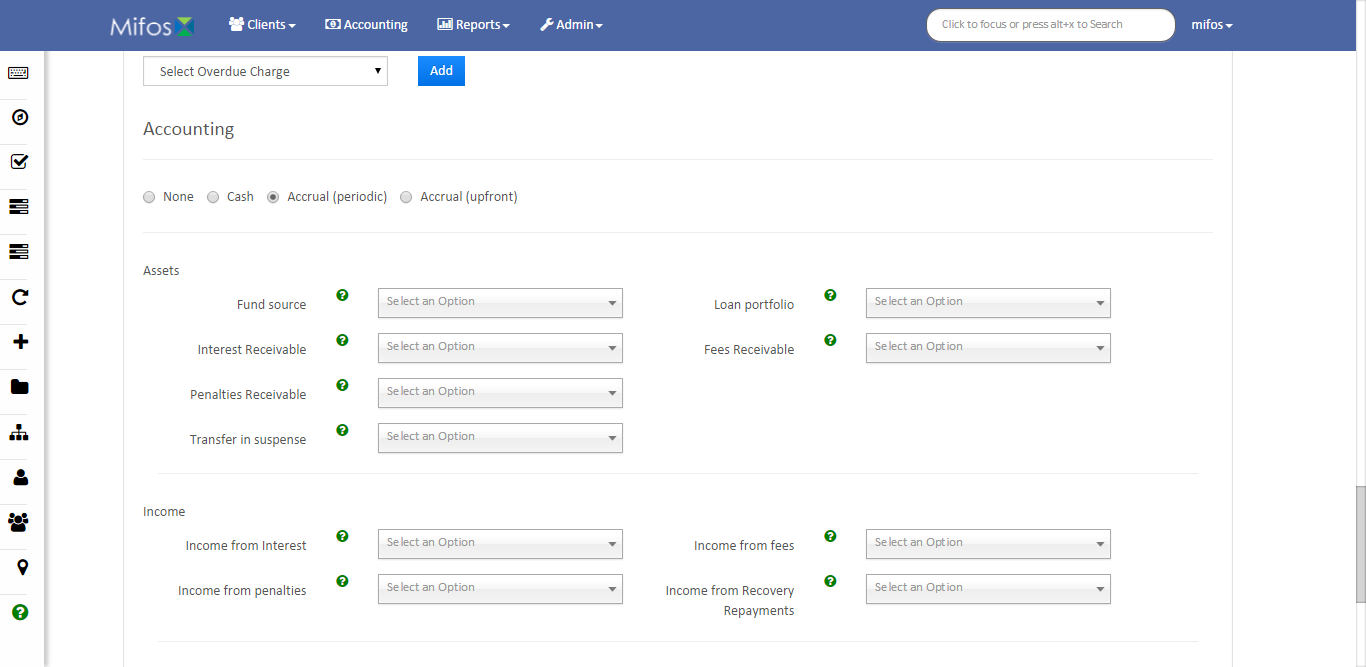 Mifos Clients Accounting Reports Admin Click to focus or press alt+x to Search mifos
Select Overdue Charge Add
Accounting
None Cash Accrual (periodic) Accrual (upfront)
Assets
Fund source ? Select an Option Loan portfolio ? Select an Option
Interest Receivable ? Select an Option Fees Receivable ? Select an Option
Penalties Receivable ? Select an Option
Transfer in suspense ? Select an Option
Income
Income from Interest ? Select an Option Income from fees ? Select an Option
Income from penalties ? Select an Option Income from Recovery ? Select an Option
Repayments
?